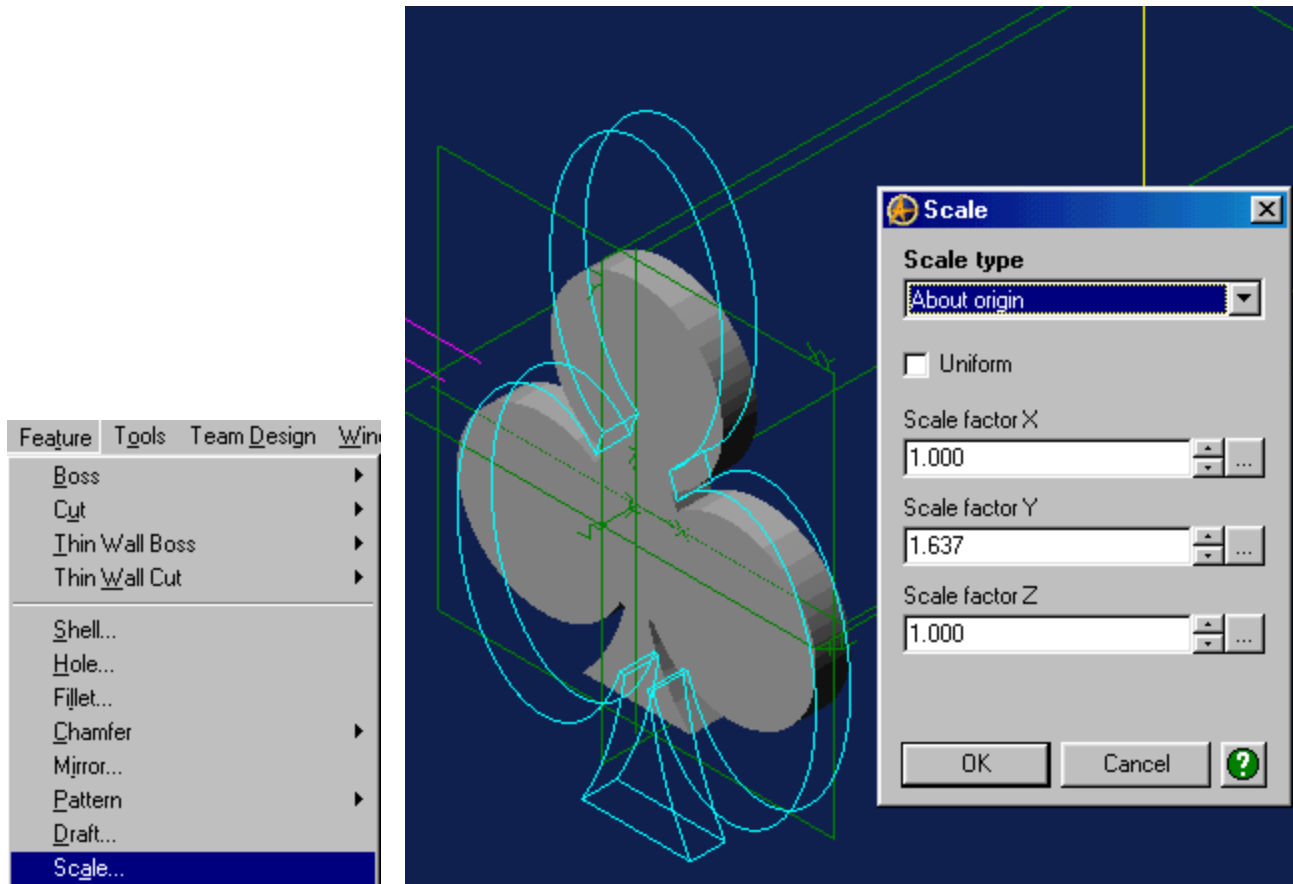 Feature Tools Team Design Win
Boss
Cut
Thin Wall Boss
Thin Wall Cut
Shell...
Hole...
Fillet...
Chamfer
Mirror...
Pattern
Draft...
Scale...
Scale
Scale type
About origin
Uniform
Scale factor X
1.000
...
Scale factor Y
1.637
...
Scale factor Z
1.000
...
OK Cancel ?